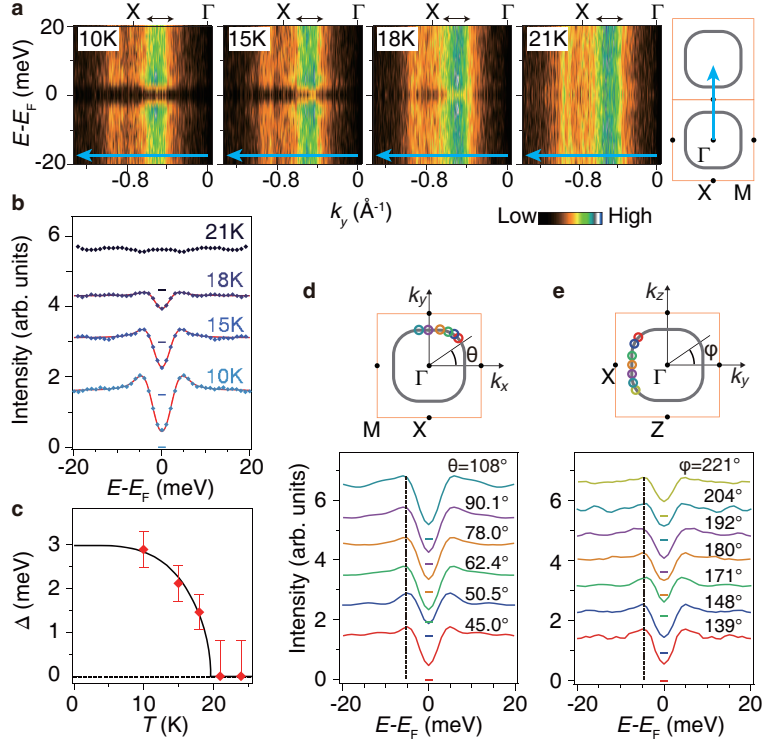 a
X Γ X Γ X Γ X Γ
10K 15K 18K 21K
E-EF (meV)
20
0
-20
-0.8 0 -0.8 0 -0.8 0 -0.8 0
ky (Å-1)
Low High
Γ
X M
b
Intensity (arb. units)
6
4
2
0
21K
18K
15K
10K
-20 0 20
E-EF (meV)
c
Δ (meV)
3
2
1
0
0 10 20
T (K)
d
ky
θ
Γ kx
M X
Intensity (arb. units)
6
4
2
0
θ=108°
90.1°
78.0°
62.4°
50.5°
45.0°
-20 0 20
E-EF (meV)
e
kz
φ
X Γ ky
Z
6
4
2
0
φ=221°
204°
192°
180°
171°
148°
139°
-20 0 20
E-EF (meV)